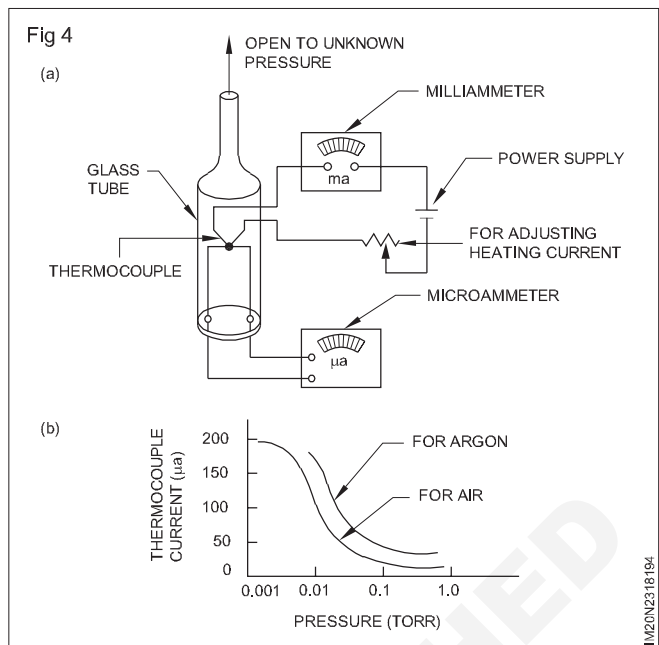 Fig 4
(a)
OPEN TO UNKNOWN
PRESSURE
MILLIAMMETER
POWER SUPPLY
GLASS
TUBE
ma
FOR ADJUSTING
HEATING CURRENT
THERMOCOUPLE
MICROAMMETER
µa
(b)
THERMOCOUPLE
CURRENT (µa)
200
150
100
50
0
FOR ARGON
FOR AIR
0.001
0.01
0.1
1.0
PRESSURE (TORR)
IM20N2318194
HED